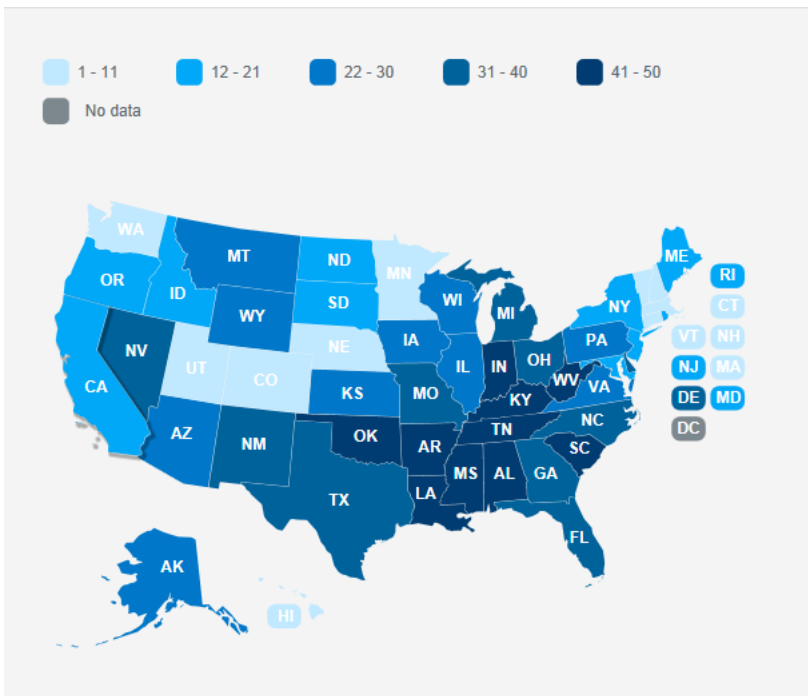 1 - 11 12 - 21 22 - 30 31 - 40 41 - 50
No data
WA MT ND MN ME
OR ID SD WI MI NY RI
WY CT
NV NE IA PA VT NH
CA UT CO KS IL IN OH WV VA NJ MA
MO KY DE MD
AZ NM OK AR TN NC DC
MS AL SC GA
TX LA
FL
AK
HI